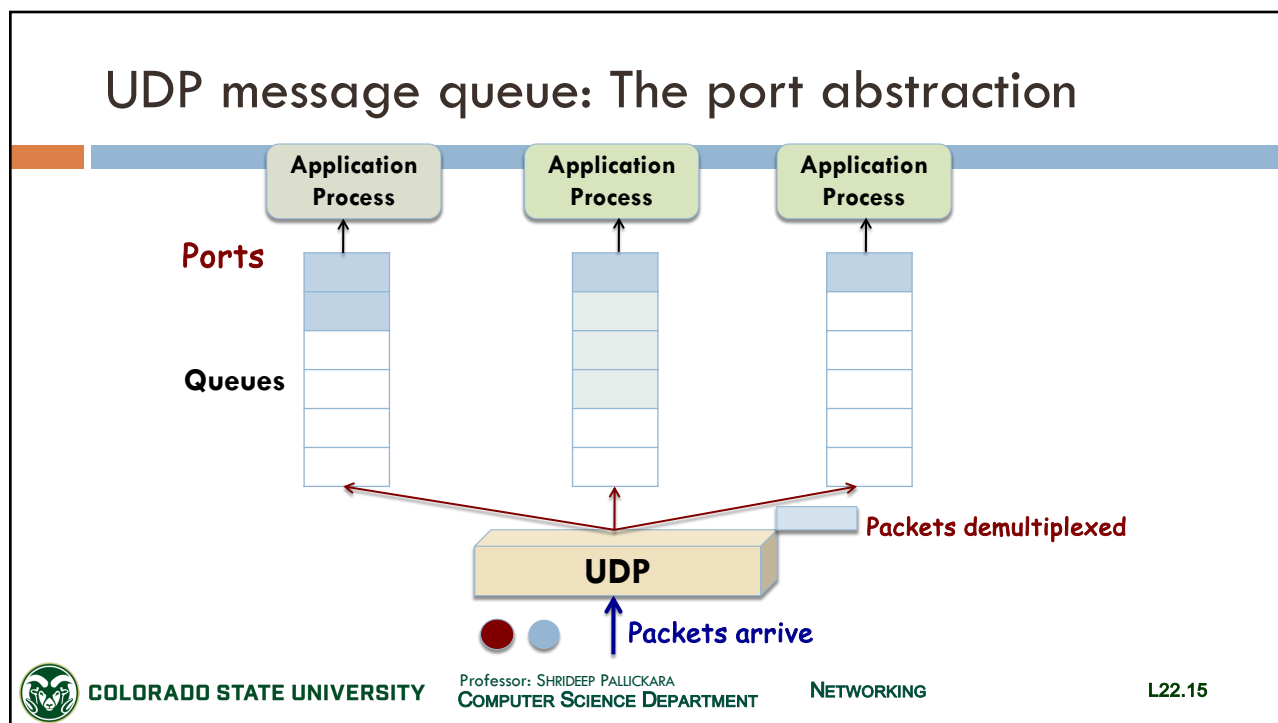 UDP message queue: The port abstraction
Application
Process
Application
Process
Application
Process
Ports
Queues
Packets demultiplexed
UDP
Packets arrive
COLORADO STATE UNIVERSITY
Professor: SHRIDEEP PALLICKARA
COMPUTER SCIENCE DEPARTMENT
NETWORKING
L22.15